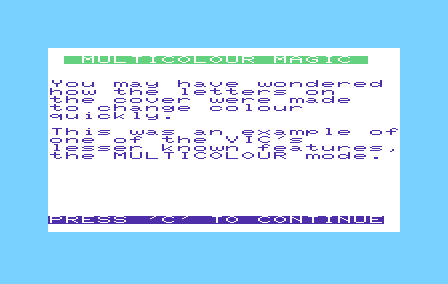 MULTICOLOUR MAGIC
You may have wondered
how the letters on
the cover were made
to change colour
quickly.
This was an example of
one of the VIC's
lesser known features,
the MULTICOLOUR mode.
PRESS 'C' TO CONTINUE